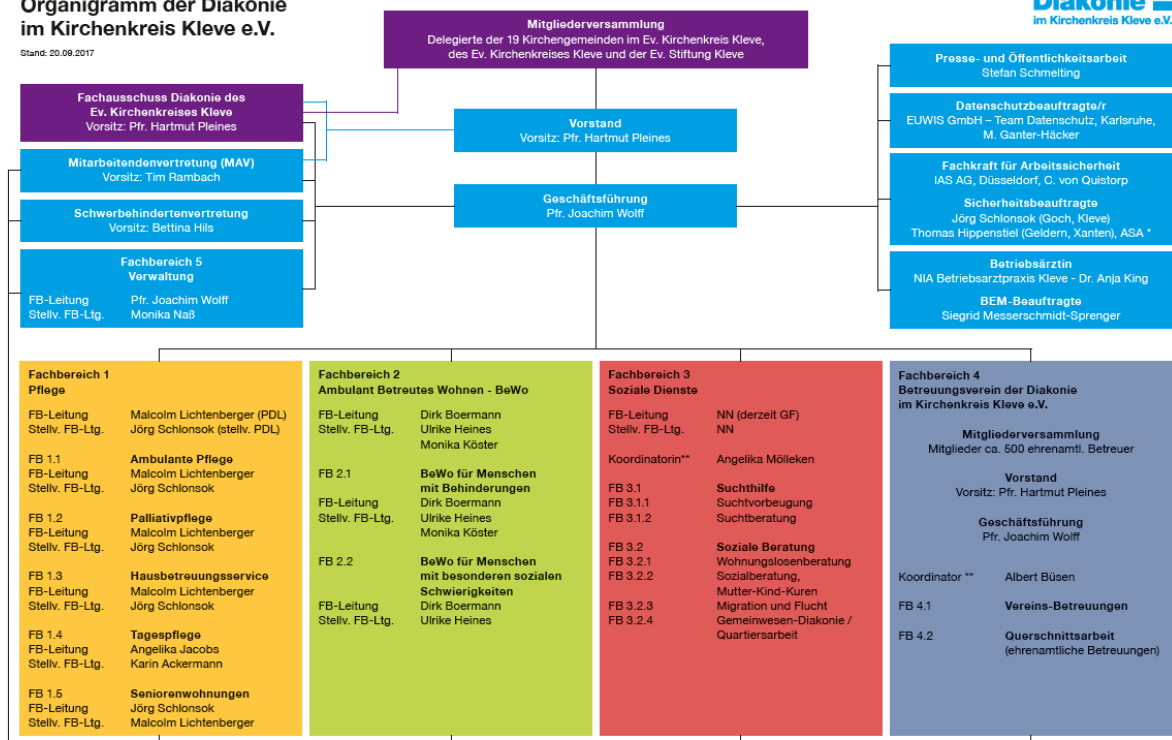 Organigramm der Diakonie
im Kirchenkreis Kleve e.V.
Stand: 20.09.2017
Diakonie
im Kirchenkreis Kleve e.V.
Mitgliederversammlung
Delegierte der 19 Kirchengemeinden im Ev. Kirchenkreis Kleve,
des Ev. Kirchenkreises Kleve und der Ev. Stiftung Kleve
Fachausschuss Diakonie des
Ev. Kirchenkreises Kleve
Vorsitz: Pfr. Hartmut Pleines
Mitarbeitendenvertretung (MAV)
Vorsitz: Tim Rambach
Schwerbehindertenvertretung
Vorsitz: Bettina Hils
Fachbereich 5
Verwaltung
FB-Leitung Pfr. Joachim Wolff
Stellv. FB-Ltg. Monika Naß
Vorstand
Vorsitz: Pfr. Hartmut Pleines
Geschäftsführung
Pfr. Joachim Wolff
Presse- und Öffentlichkeitsarbeit
Stefan Schmelting
Datenschutzbeauftragte/r
EUWIS GmbH – Team Datenschutz, Karlsruhe,
M. Ganter-Häcker
Fachkraft für Arbeitssicherheit
IAS AG, Düsseldorf, C. von Quistorp
Sicherheitsbeauftragte
Jörg Schlonsok (Goch, Kleve)
Thomas Hippenstiel (Geldern, Xanten), ASA *
Betriebsärztin
NIA Betriebsarztpraxis Kleve - Dr. Anja King
BEM-Beauftragte
Siegrid Messerschmidt-Sprenger
Fachbereich 1
Pflege
FB-Leitung Malcolm Lichtenberger (PDL)
Stellv. FB-Ltg. Jörg Schlonsok (stellv. PDL)
FB 1.1 Ambulante Pflege
FB-Leitung Malcolm Lichtenberger
Stellv. FB-Ltg. Jörg Schlonsok
FB 1.2 Palliativpflege
FB-Leitung Malcolm Lichtenberger
Stellv. FB-Ltg. Jörg Schlonsok
FB 1.3 Hausbetreuungsservice
FB-Leitung Malcolm Lichtenberger
Stellv. FB-Ltg. Jörg Schlonsok
FB 1.4 Tagespflege
FB-Leitung Angelika Jacobs
Stellv. FB-Ltg. Karin Ackermann
FB 1.5 Seniorenwohnungen
FB-Leitung Jörg Schlonsok
Stellv. FB-Ltg. Malcolm Lichtenberger
Fachbereich 2
Ambulant Betreutes Wohnen - BeWo
FB-Leitung Dirk Boermann
Stellv. FB-Ltg. Ulrike Heines
Monika Köster
FB 2.1 BeWo für Menschen
mit Behinderungen
FB-Leitung Dirk Boermann
Stellv. FB-Ltg. Ulrike Heines
Monika Köster
FB 2.2 BeWo für Menschen
mit besonderen sozialen
Schwierigkeiten
FB-Leitung Dirk Boermann
Stellv. FB-Ltg. Ulrike Heines
Fachbereich 3
Soziale Dienste
FB-Leitung NN (derzeit GF)
Stellv. FB-Ltg. NN
Koordinatorin** Angelika Mölleken
FB 3.1 Suchthilfe
FB 3.1.1 Suchtvorbeugung
FB 3.1.2 Suchtberatung
FB 3.2 Soziale Beratung
FB 3.2.1 Wohnungslosenberatung
FB 3.2.2 Sozialberatung,
Mutter-Kind-Kuren
FB 3.2.3 Migration und Flucht
FB 3.2.4 Gemeinwesen-Diakonie /
Quartiersarbeit
Fachbereich 4
Betreuungsverein der Diakonie
im Kirchenkreis Kleve e.V.
Mitgliederversammlung
Mitglieder ca. 500 ehrenamtl. Betreuer
Vorstand
Vorsitz: Pfr. Hartmut Pleines
Geschäftsführung
Pfr. Joachim Wolff
Koordinator ** Albert Büsen
FB 4.1 Vereins-Betreuungen
FB 4.2 Querschnittsarbeit
(ehrenamtliche Betreuungen)